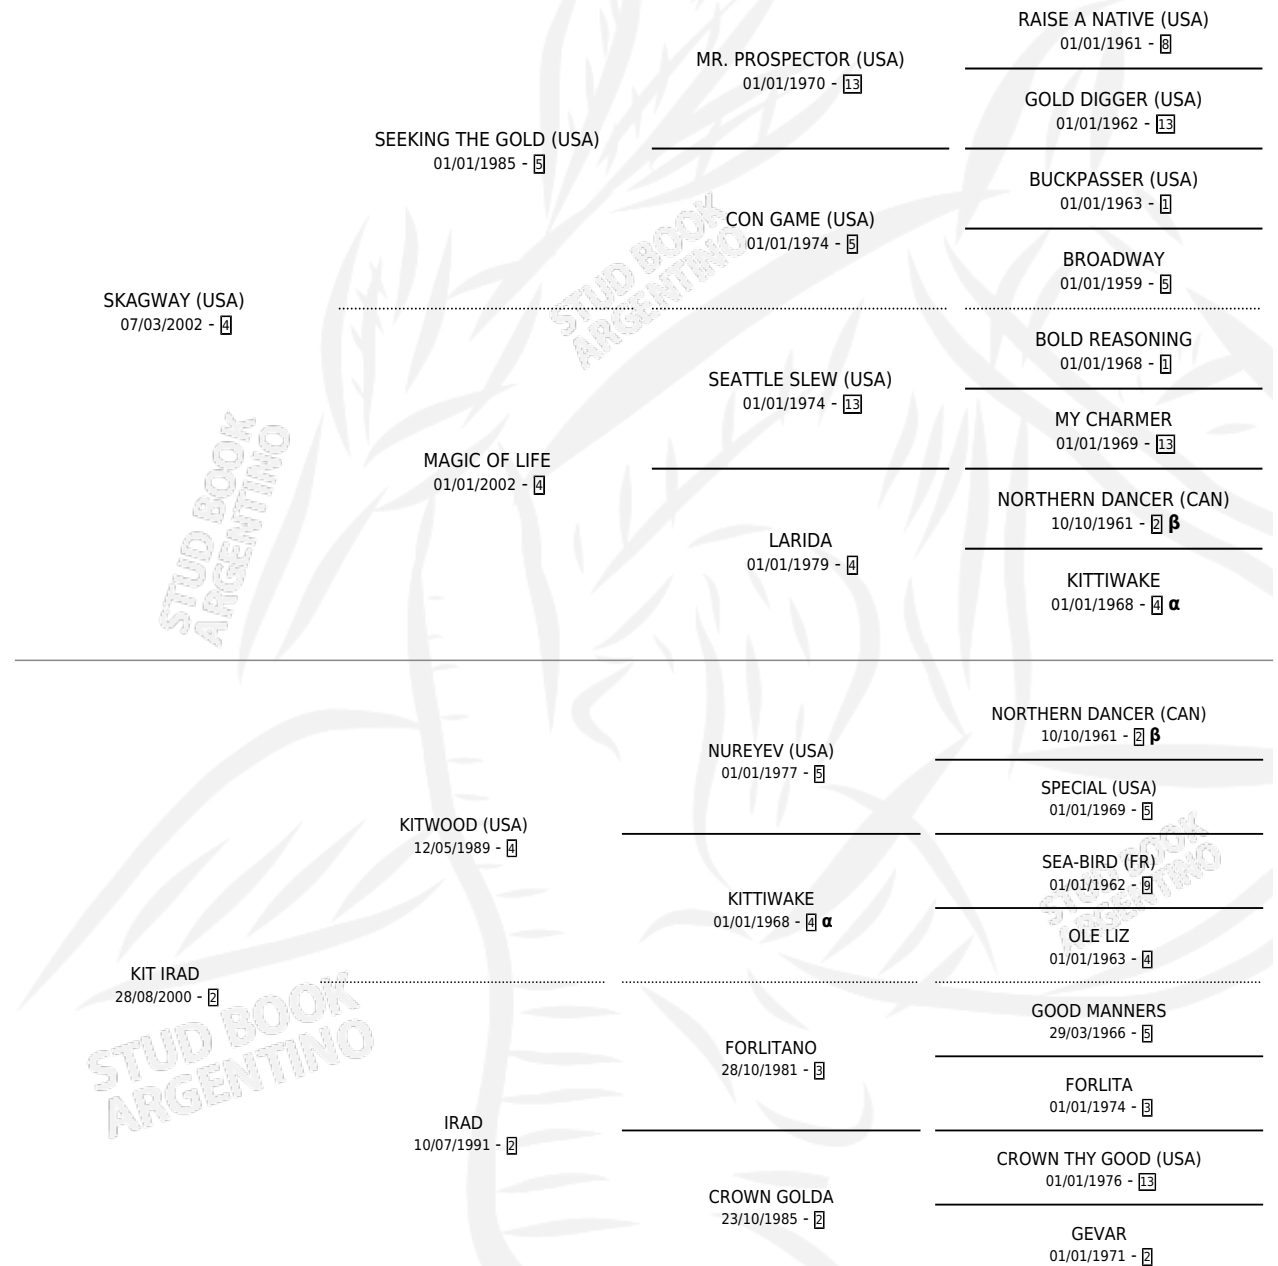 RAISE A NATIVE (USA)
01/01/1961 - 8
MR. PROSPECTOR (USA)
01/01/1970 - 13
GOLD DIGGER (USA)
01/01/1962 - 13
SEEKING THE GOLD (USA)
01/01/1985 - 5
BUCKPASSER (USA)
01/01/1963 - 1
CON GAME (USA)
01/01/1974 - 5
BROADWAY
01/01/1959 - 5
SKAGWAY (USA)
07/03/2002 - 4
BOLD REASONING
01/01/1968 - 1
SEATTLE SLEW (USA)
01/01/1974 - 13
MY CHARMER
01/01/1969 - 13
MAGIC OF LIFE
01/01/2002 - 4
NORTHERN DANCER (CAN)
10/10/1961 - 2 β
LARIDA
01/01/1979 - 4
KITTIWAKE
01/01/1968 - 4 α
NORTHERN DANCER (CAN)
10/10/1961 - 2 β
NUREYEV (USA)
01/01/1977 - 5
SPECIAL (USA)
01/01/1969 - 5
KITWOOD (USA)
12/05/1989 - 4
SEA-BIRD (FR)
01/01/1962 - 9
KITTIWAKE
01/01/1968 - 4 α
OLE LIZ
01/01/1963 - 4
KIT IRAD
28/08/2000 - 2
GOOD MANNERS
29/03/1966 - 5
FORLITANO
28/10/1981 - 3
FORLITA
01/01/1974 - 3
IRAD
10/07/1991 - 2
CROWN THY GOOD (USA)
01/01/1976 - 13
CROWN GOLDA
23/10/1985 - 2
GEVAR
01/01/1971 - 2
STUD BOOK
ARGENTINO
STUD BOOK
ARGENTINO
STUD BOOK
ARGENTINO
STUD BOOK
ARGENTINO